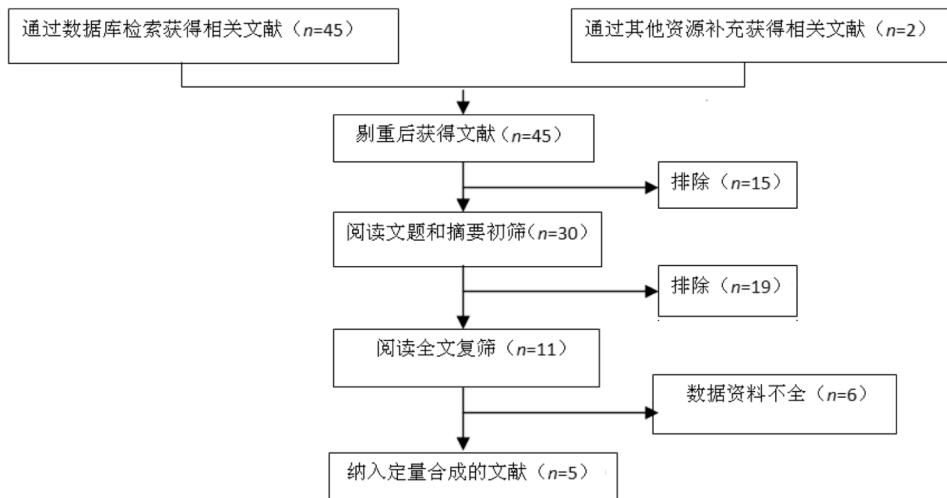 通过数据库检索获得相关文献（n=45）
通过其他资源补充获得相关文献（n=2）
剔重后获得文献（n=45）
排除（n=15）
阅读文题和摘要初筛(n=30)
排除（n=19）
阅读全文复筛（n=11）
数据资料不全（n=6）
纳入定量合成的文献（n=5）